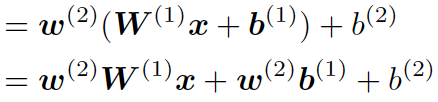 = w⁽²⁾(W⁽¹⁾x + b⁽¹⁾) + b⁽²⁾
= w⁽²⁾W⁽¹⁾x + w⁽²⁾b⁽¹⁾ + b⁽²⁾